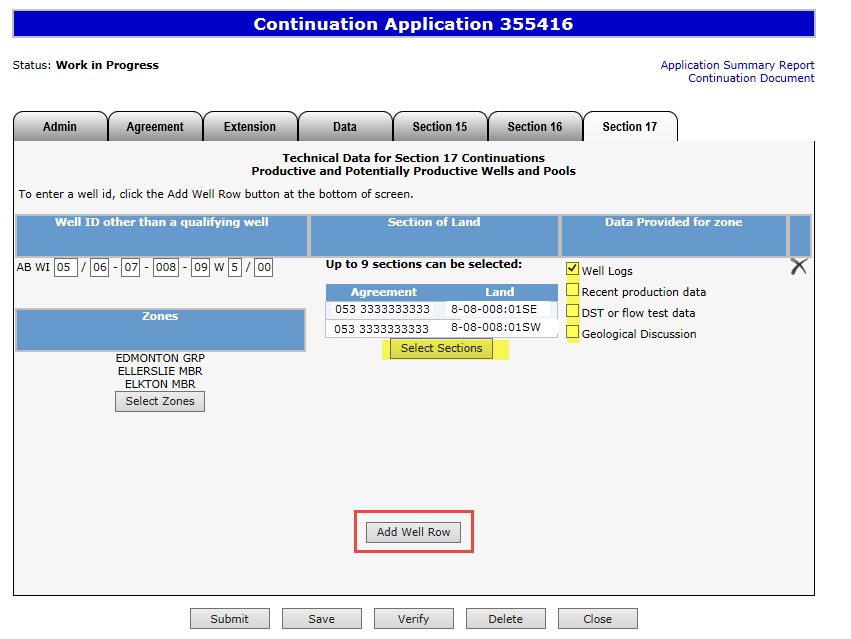 Continuation Application 355416
Status: Work in Progress
Application Summary Report
Continuation Document
Admin Agreement Extension Data Section 15 Section 16 Section 17
Technical Data for Section 17 Continuations
Productive and Potentially Productive Wells and Pools
To enter a well id, click the Add Well Row button at the bottom of screen.
Well ID other than a qualifying well Section of Land Data Provided for zone
AB WI 05 / 06 - 07 - 008 - 09 W 5 / 00
Zones
EDMONTON GRP
ELLERSLIE MBR
ELKTON MBR
Select Zones
Up to 9 sections can be selected:
Agreement Land
053 3333333333 8-08-008:01SE
053 3333333333 8-08-008:01SW
Select Sections
Well Logs
Recent production data
DST or flow test data
Geological Discussion
Add Well Row
Submit Save Verify Delete Close